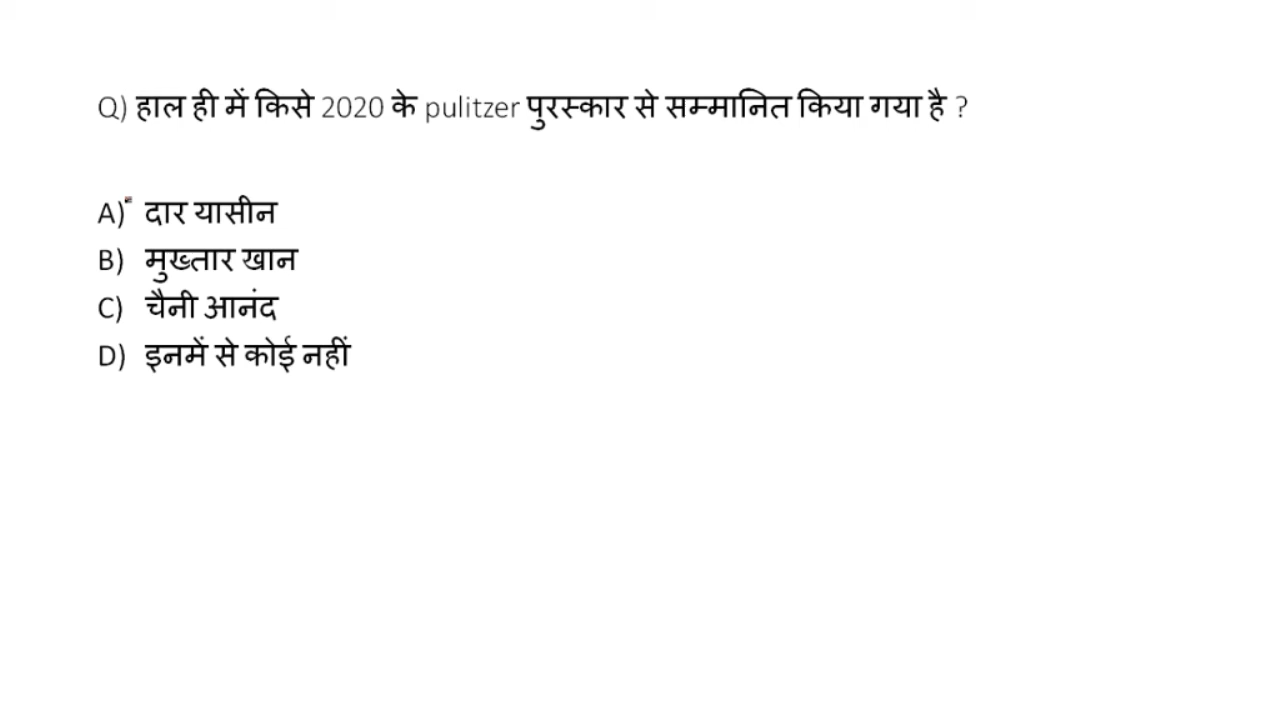 Q) हाल ही में किसे 2020 के pulitzer पुरस्कार से सम्मानित किया गया है ?
A) दार यासीन
B) मुख्तार खान
C) चैनी आनंद
D) इनमें से कोई नहीं